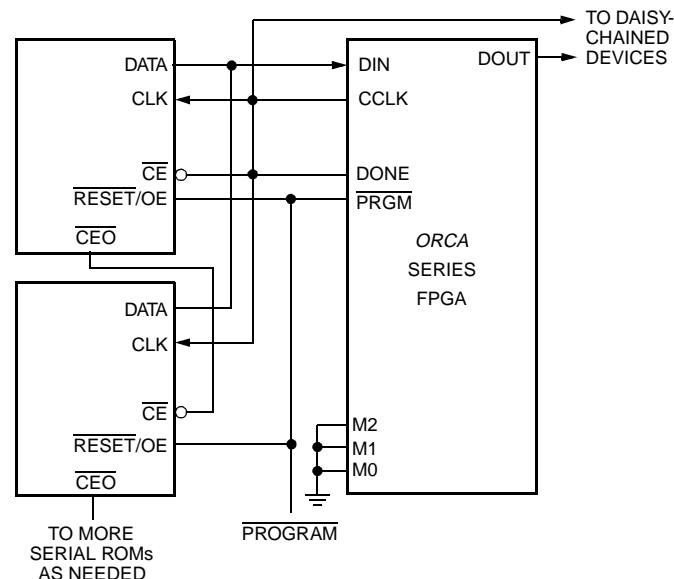 TO DAISY-
CHAINED
DEVICES
DATA
CLK
CE
RESET/OE
CEO
DIN
DOUT
CCLK
DONE
PRGM
ORCA
SERIES
FPGA
M2
M1
M0
DATA
CLK
CE
RESET/OE
CEO
TO MORE
SERIAL ROMs
AS NEEDED
PROGRAM